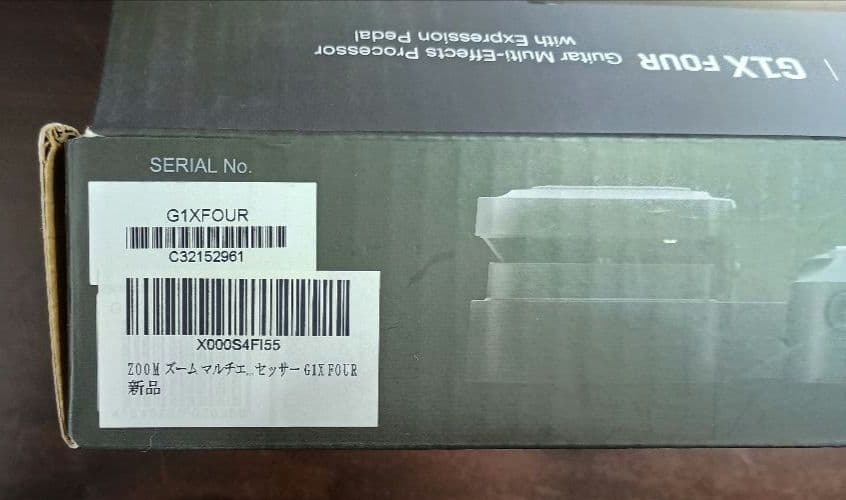 G1X FOUR
Guitar Multi-Effects Processor
with Expression Pedal
SERIAL No.
G1XFOUR
C32152961
X000S4FI55
ZOOM ズーム マルチエ...セッサー G1X FOUR
新品